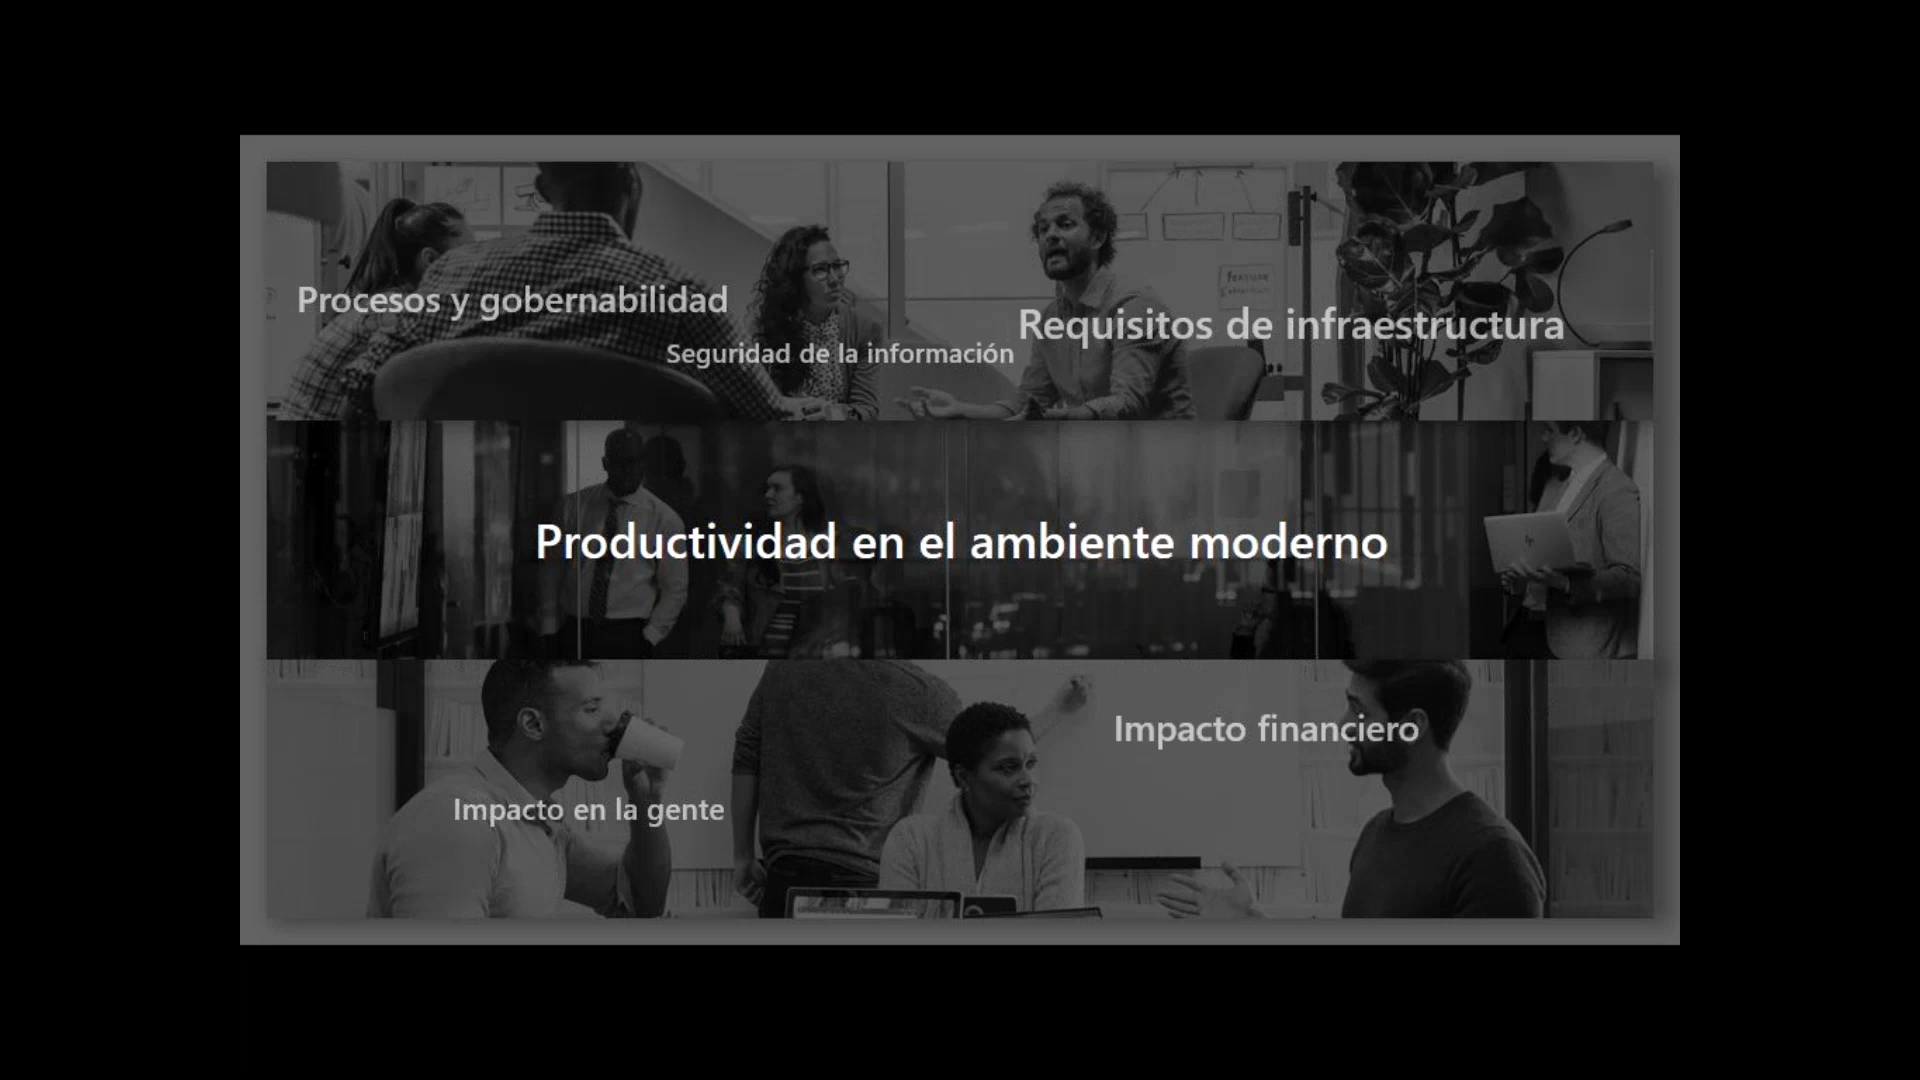 Procesos y gobernabilidad
Requisitos de infraestructura
Seguridad de la información
Productividad en el ambiente moderno
Impacto financiero
Impacto en la gente